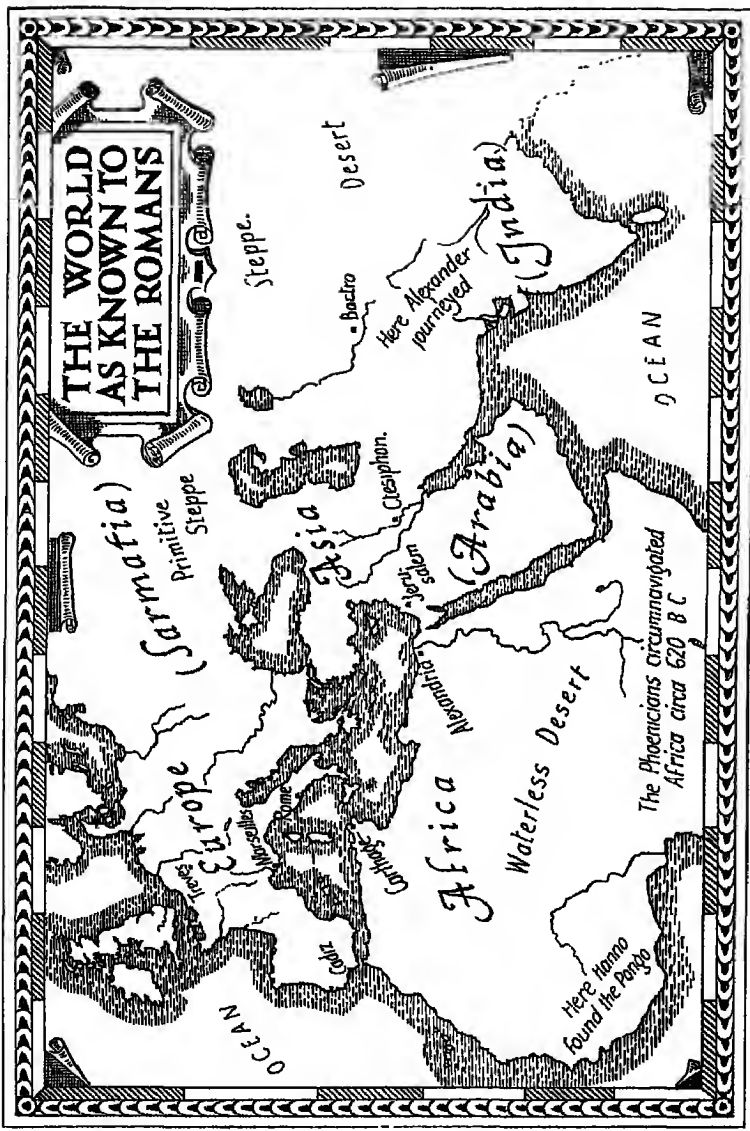 THE WORLD
AS KNOWN TO
THE ROMANS
(Sarmatia)
Primitive
Steppe
Steppe.
Desert
Europe
Treves
Marseilles
Rome
Cadiz
OCEAN
Asia
Bactra
Ctesiphon.
Jeru
salem
Here Alexander
journeyed
(India)
(Arabia)
Alexandria
Carthage
Africa
Waterless Desert
OCEAN
Here Hanno
found the Pongo
The Phoenicians circumnavigated
Africa circa 620 B C